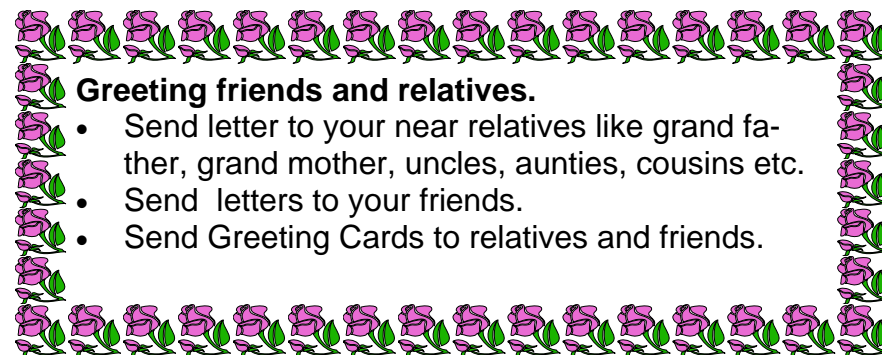 Greeting friends and relatives.
• Send letter to your near relatives like grand fa-
ther, grand mother, uncles, aunties, cousins etc.
• Send  letters to your friends.
• Send Greeting Cards to relatives and friends.